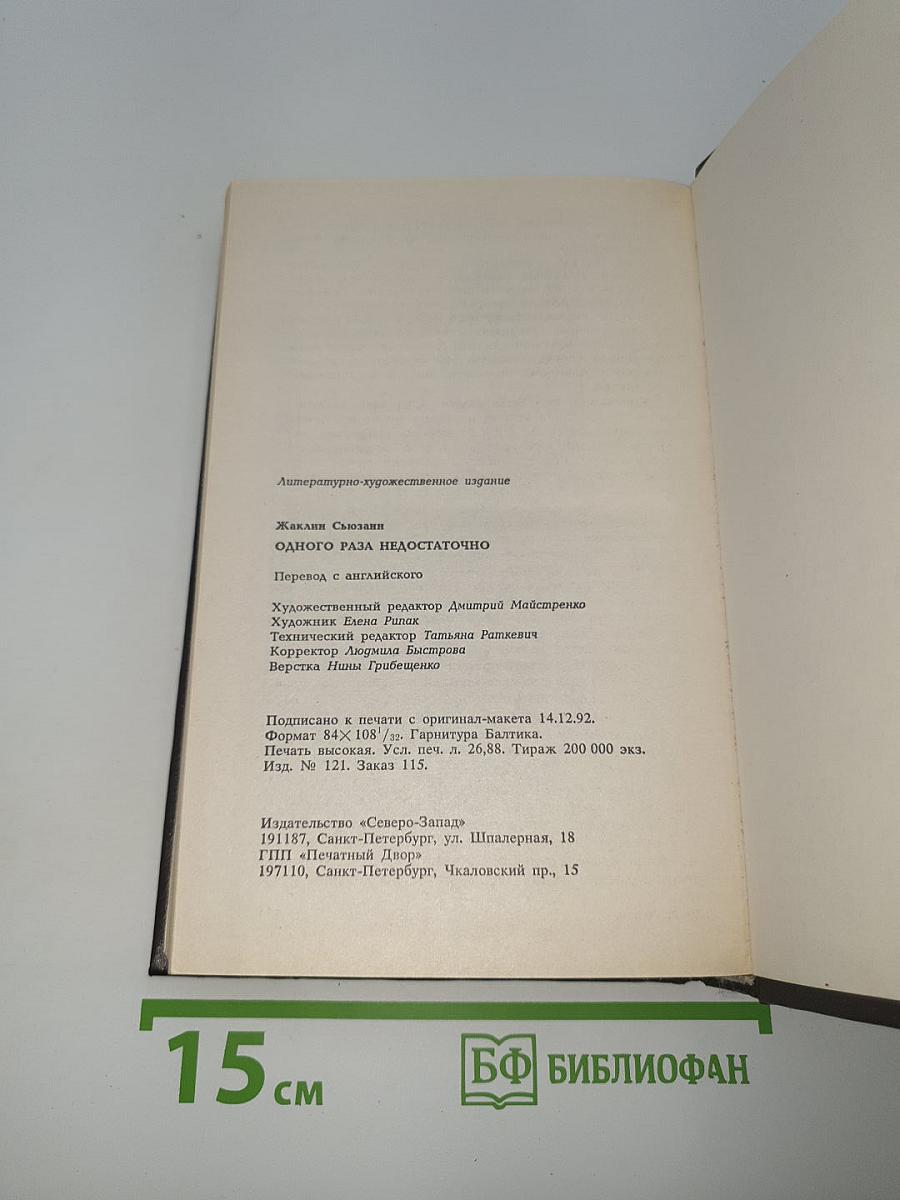 Литературно-художественное издание
Жаклин Сьюзанн
ОДНОГО РАЗА НЕДОСТАТОЧНО
Перевод с английского
Художественный редактор Дмитрий Майстренко
Художник Елена Рипак
Технический редактор Татьяна Раткевич
Корректор Людмила Быстрова
Верстка Нины Грибещенко
Подписано к печати с оригинал-макета 14.12.92.
Формат 84×108¹/₃₂. Гарнитура Балтика.
Печать высокая. Усл. печ. л. 26,88. Тираж 200 000 экз.
Изд. № 121. Заказ 115.
Издательство «Северо-Запад»
191187, Санкт-Петербург, ул. Шпалерная, 18
ГПП «Печатный Двор»
197110, Санкт-Петербург, Чкаловский пр., 15
15 см
БФ БИБЛИОФАН